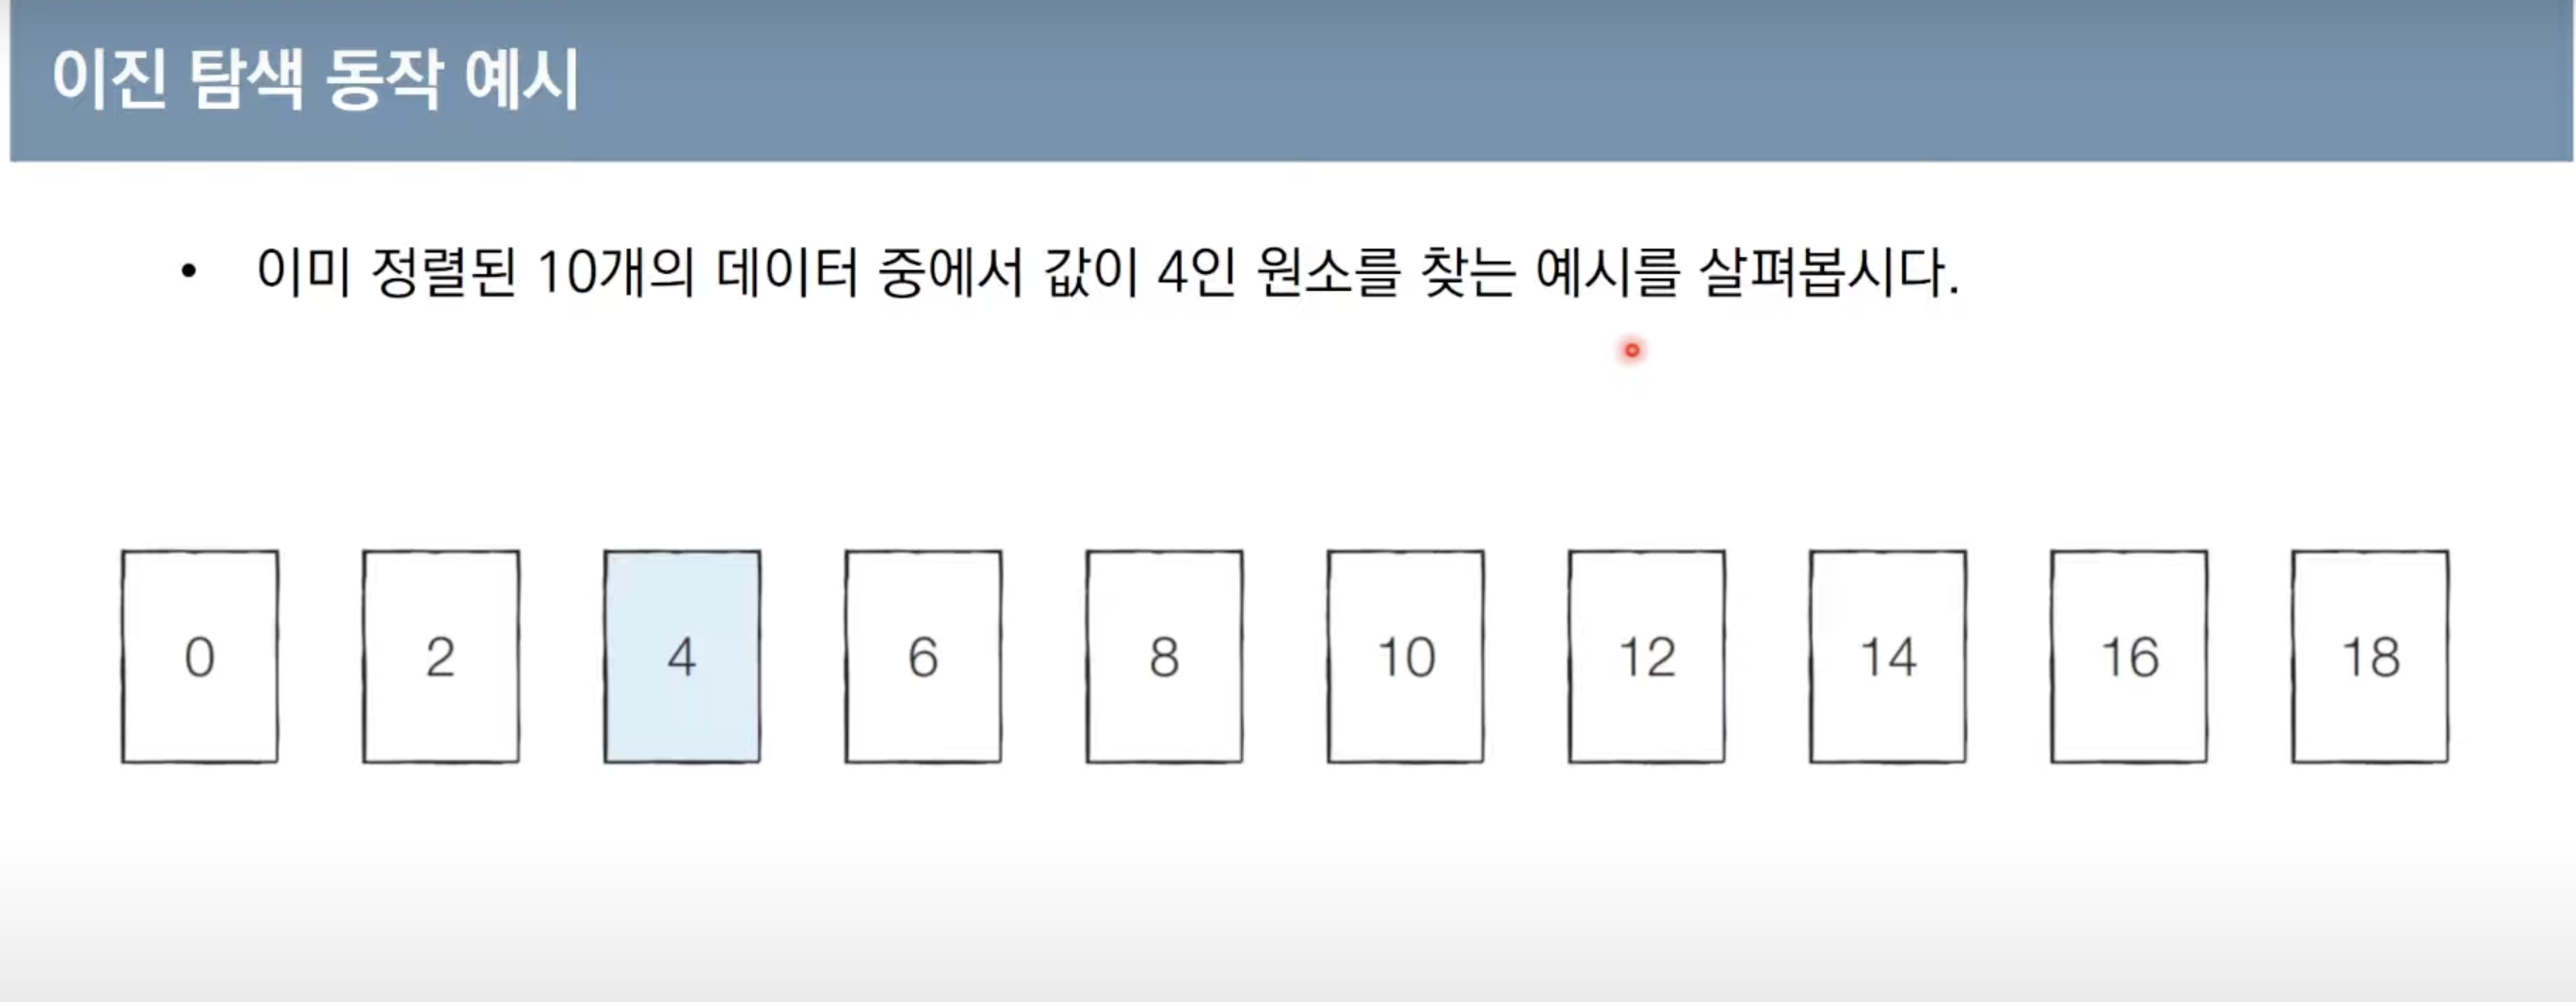 이진 탐색 동작 예시
• 이미 정렬된 10개의 데이터 중에서 값이 4인 원소를 찾는 예시를 살펴봅시다.
0 2 4 6 8 10 12 14 16 18